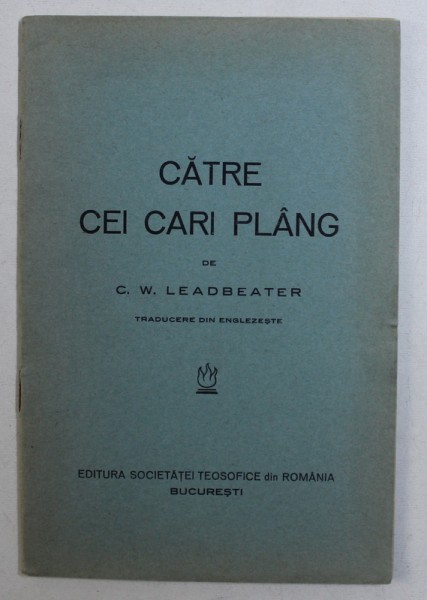 CĂTRE
CEI CARI PLÂNG
DE
C. W. LEADBEATER
TRADUCERE DIN ENGLEZEȘTE
EDITURA SOCIETĂȚEI TEOSOFICE din ROMÂNIA
BUCUREȘTI